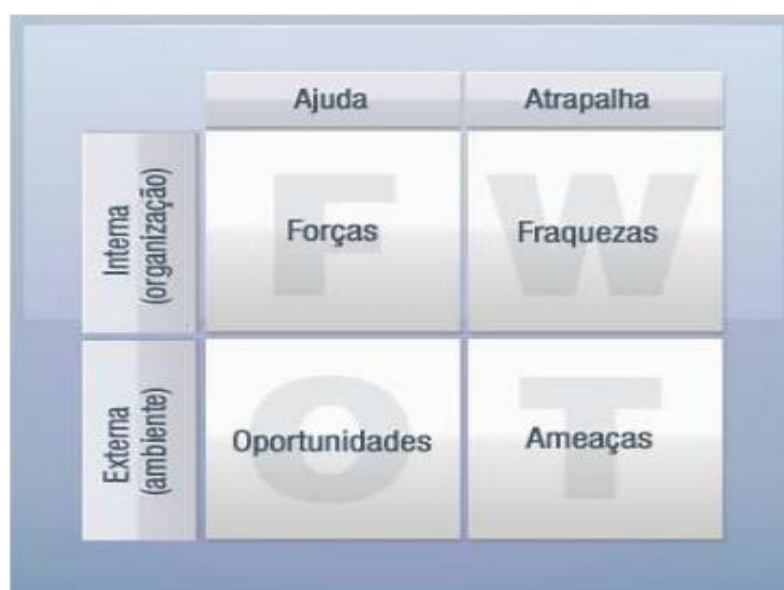 Ajuda
Atrapalha
Interna
(organização)
F
Forças
W
Fraquezas
Externa
(ambiente)
O
Oportunidades
T
Ameaças